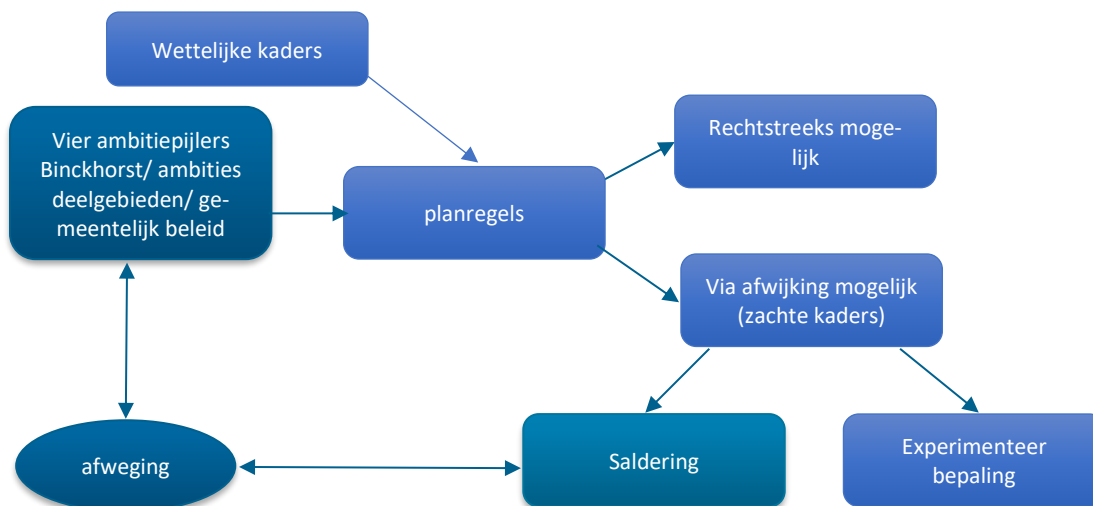 Wettelijke kaders
Vier ambitiepijlers
Binckhorst/ ambities
deelgebieden/ ge-
meentelijk beleid
Rechtstreeks moge-
lijk
planregels
Via afwijking mogelijk
(zachte kaders)
afweging
Saldering
Experimenteer
bepaling